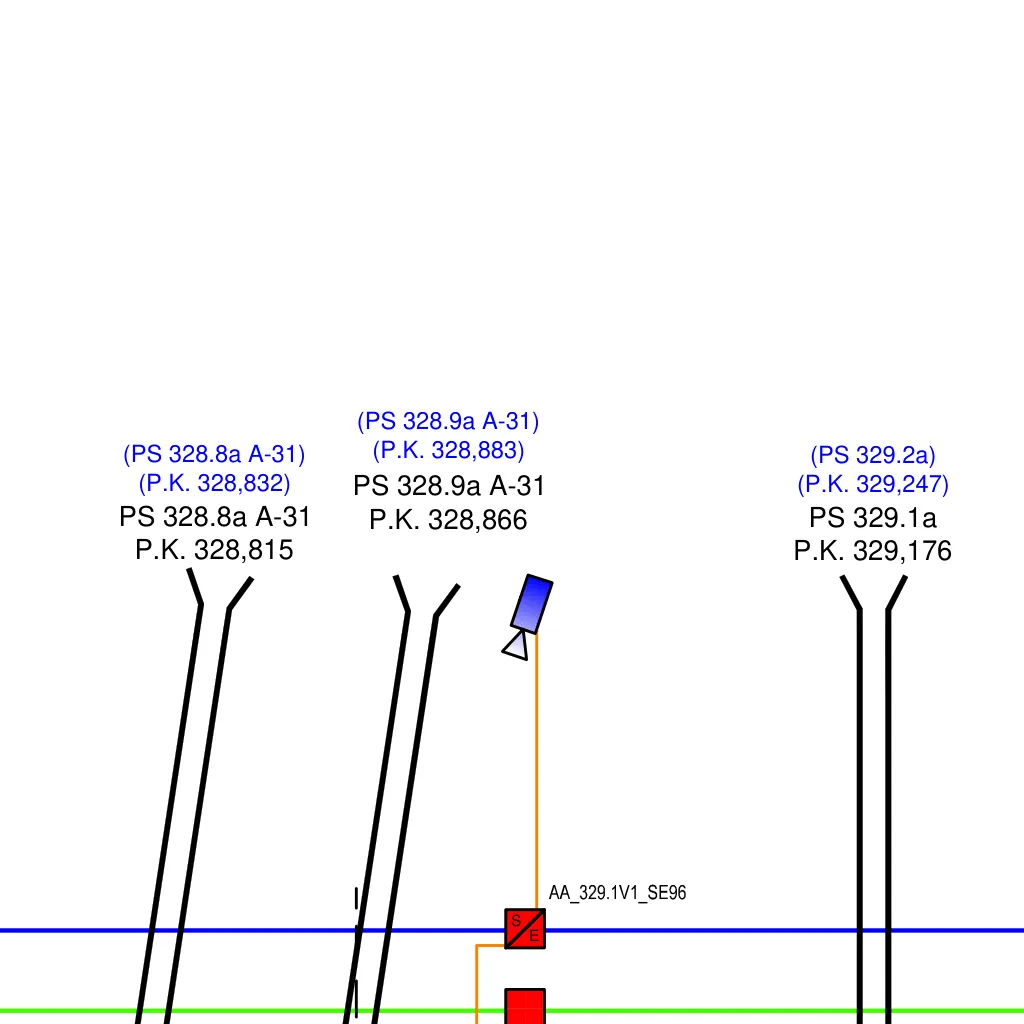 (PS 328.8a A-31)
(P.K. 328,832)
PS 328.8a A-31
P.K. 328,815
(PS 328.9a A-31)
(P.K. 328,883)
PS 328.9a A-31
P.K. 328,866
(PS 329.2a)
(P.K. 329,247)
PS 329.1a
P.K. 329,176
AA_329.1V1_SE96
S
E